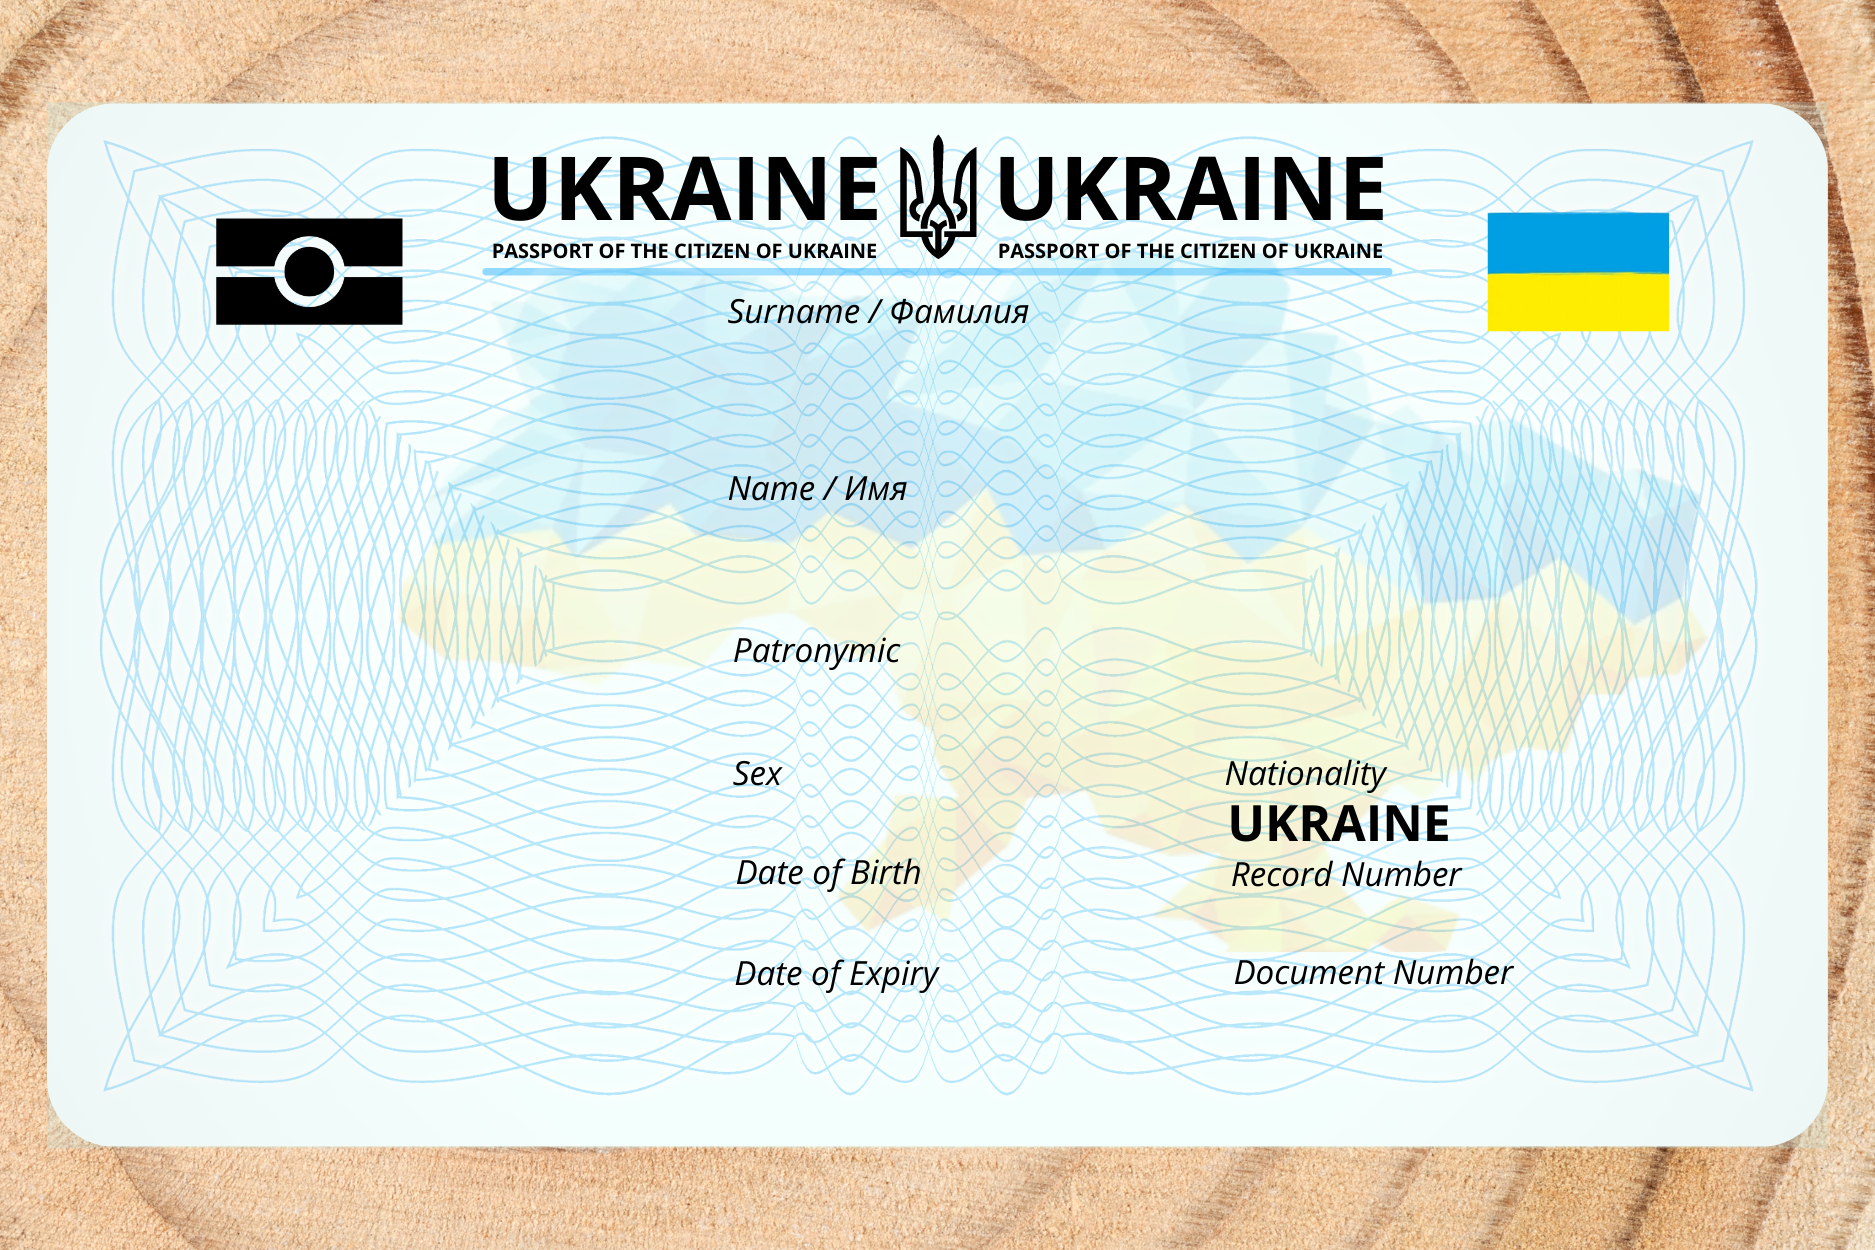 UKRAINE UKRAINE
PASSPORT OF THE CITIZEN OF UKRAINE PASSPORT OF THE CITIZEN OF UKRAINE
Surname / Фамилия
Name / Имя
Patronymic
Sex Nationality
UKRAINE
Date of Birth Record Number
Date of Expiry Document Number